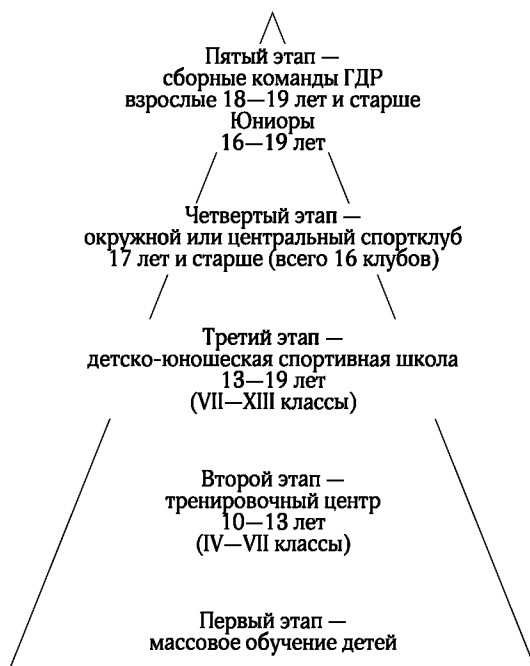 Пятый этап —
сборные команды ГДР
взрослые 18—19 лет и старше
Юниоры
16—19 лет
Четвертый этап —
окружной или центральный спортклуб
17 лет и старше (всего 16 клубов)
Третий этап —
детско-юношеская спортивная школа
13—19 лет
(VII—XIII классы)
Второй этап —
тренировочный центр
10—13 лет
(IV—VII классы)
Первый этап —
массовое обучение детей